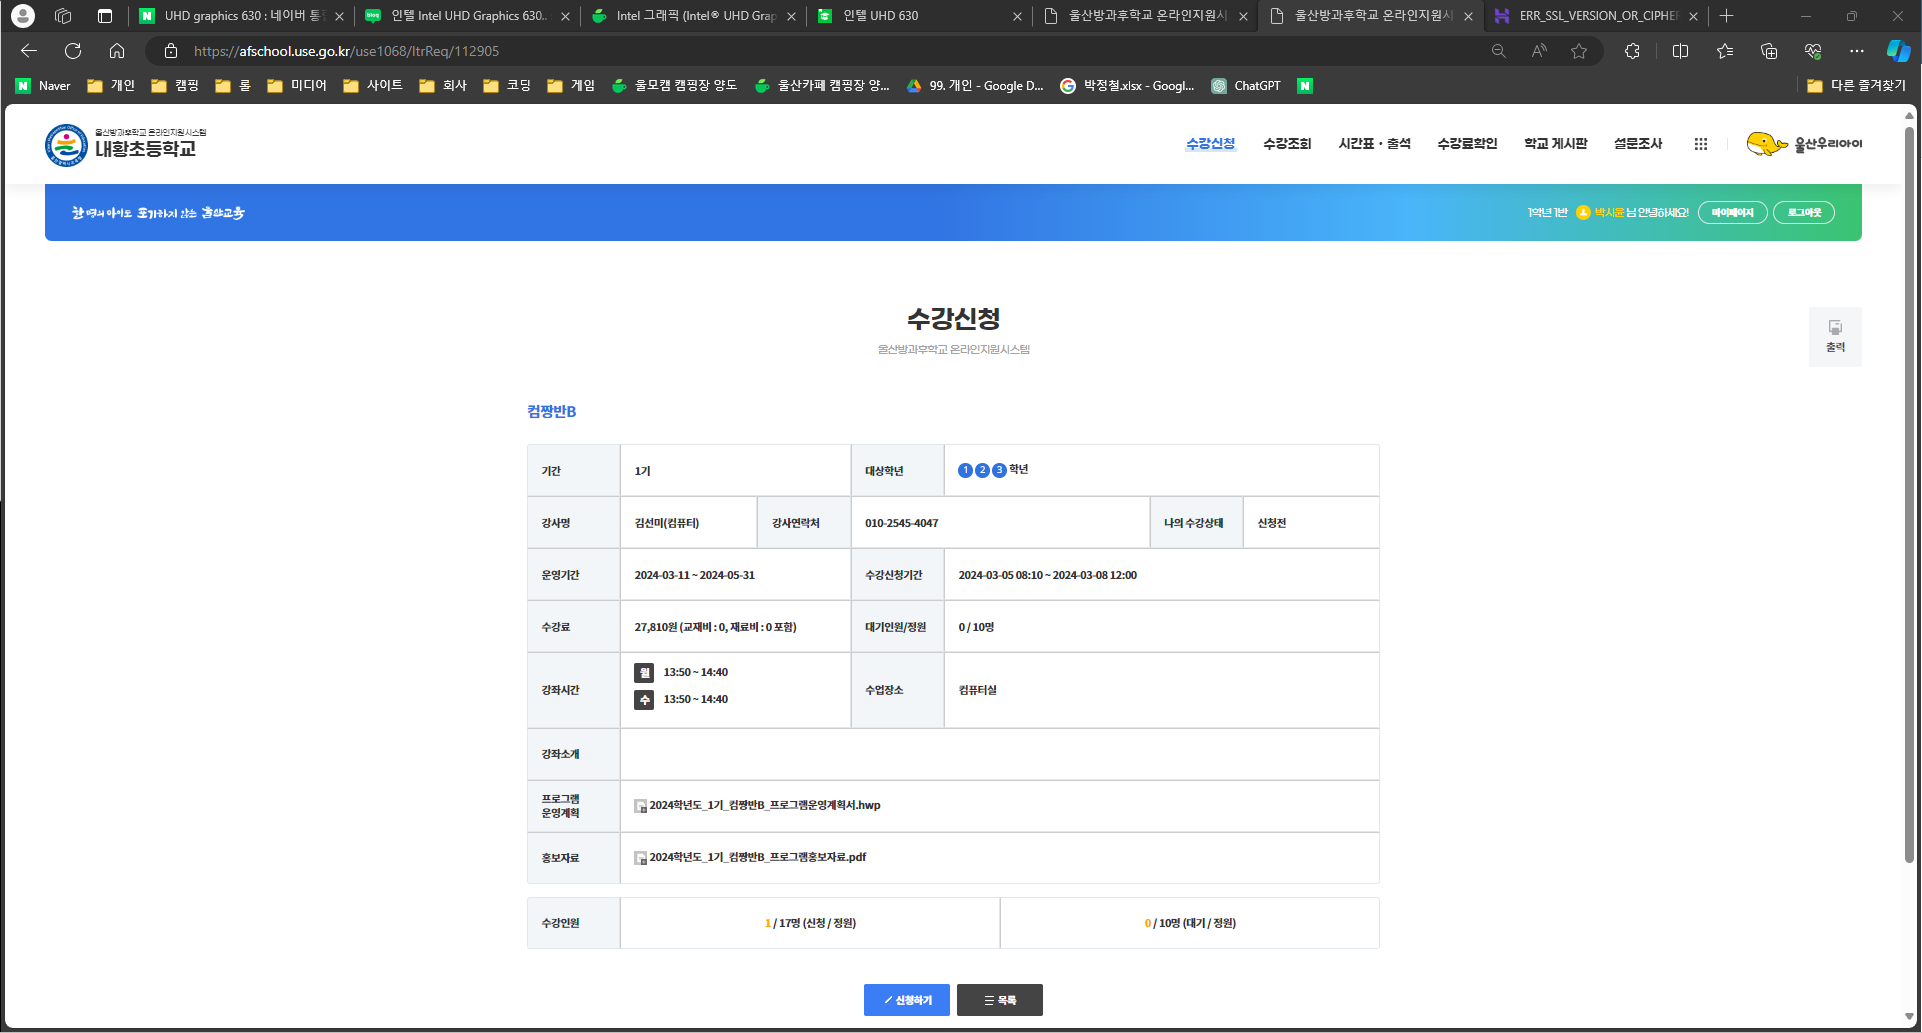 UHD graphics 630 : 네이버 통
인텔 Intel UHD Graphics 630..
Intel 그래픽 (Intel® UHD Grap
인텔 UHD 630
울산방과후학교 온라인지원시
울산방과후학교 온라인지원시
ERR_SSL_VERSION_OR_CIPHE
https://afschool.use.go.kr/use1068/ltrReq/112905
Naver 개인 캠핑 롤 미디어 사이트 회사 코딩 게임 울모캠 캠핑장 양도 울산카페 캠핑장 양... 99. 개인 - Google D... 박정철.xlsx - Googl... ChatGPT 다른 즐겨찾기
울산방과후학교 온라인지원시스템
내황초등학교
수강신청 수강조회 시간표 · 출석 수강료확인 학교 게시판 설문조사 울산우리아이
한 명의 아이도 포기하지 않는 울산교육
1학년 1반 박시윤 님 안녕하세요! 마이페이지 로그아웃
수강신청
울산방과후학교 온라인지원시스템
출력
컴짱반B
기간 1기 대상학년 1 2 3 학년
강사명 김선미(컴퓨터) 강사연락처 010-2545-4047 나의 수강상태 신청전
운영기간 2024-03-11 ~ 2024-05-31 수강신청기간 2024-03-05 08:10 ~ 2024-03-08 12:00
수강료 27,810원 (교재비 : 0, 재료비 : 0 포함) 대기인원/정원 0 / 10명
강좌시간 월 13:50 ~ 14:40 수업장소 컴퓨터실
수 13:50 ~ 14:40
강좌소개
프로그램
운영계획 2024학년도_1기_컴짱반B_프로그램운영계획서.hwp
홍보자료 2024학년도_1기_컴짱반B_프로그램홍보자료.pdf
수강인원 1 / 17명 (신청 / 정원) 0 / 10명 (대기 / 정원)
신청하기 목록